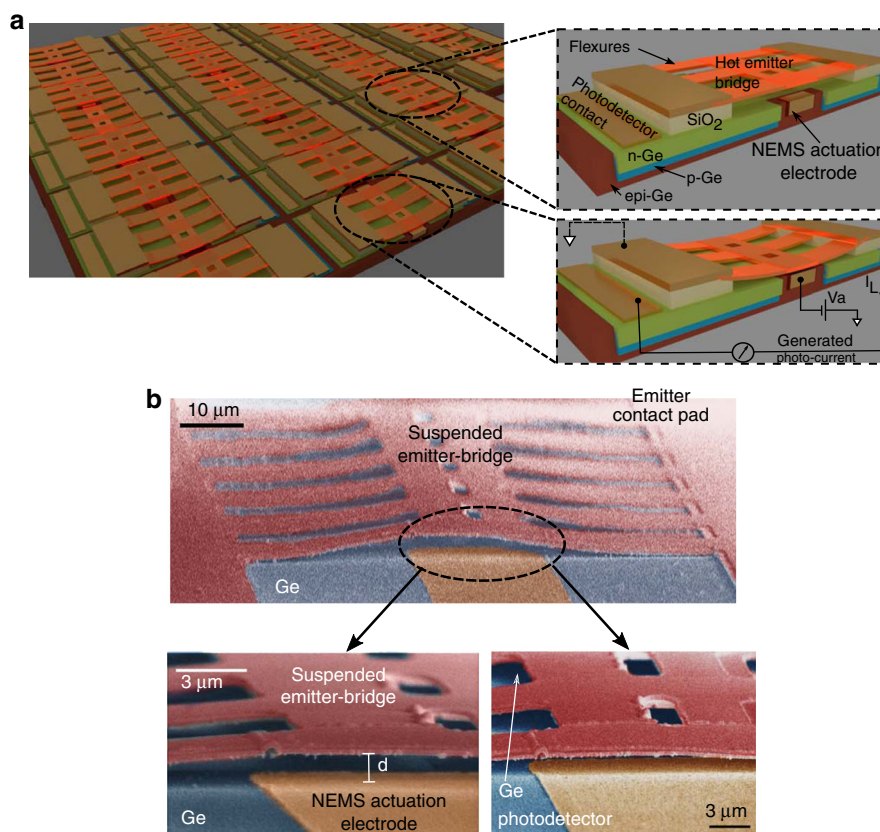 a
Flexures
Hot emitter
bridge
Photodetector
contact
SiO2
n-Ge
p-Ge
epi-Ge
NEMS actuation
electrode
Va
IL,
Generated
photo-current
b
10 μm
Emitter
contact pad
Suspended
emitter-bridge
Ge
3 μm
Suspended
emitter-bridge
d
NEMS actuation
electrode
Ge
Ge
photodetector
3 μm